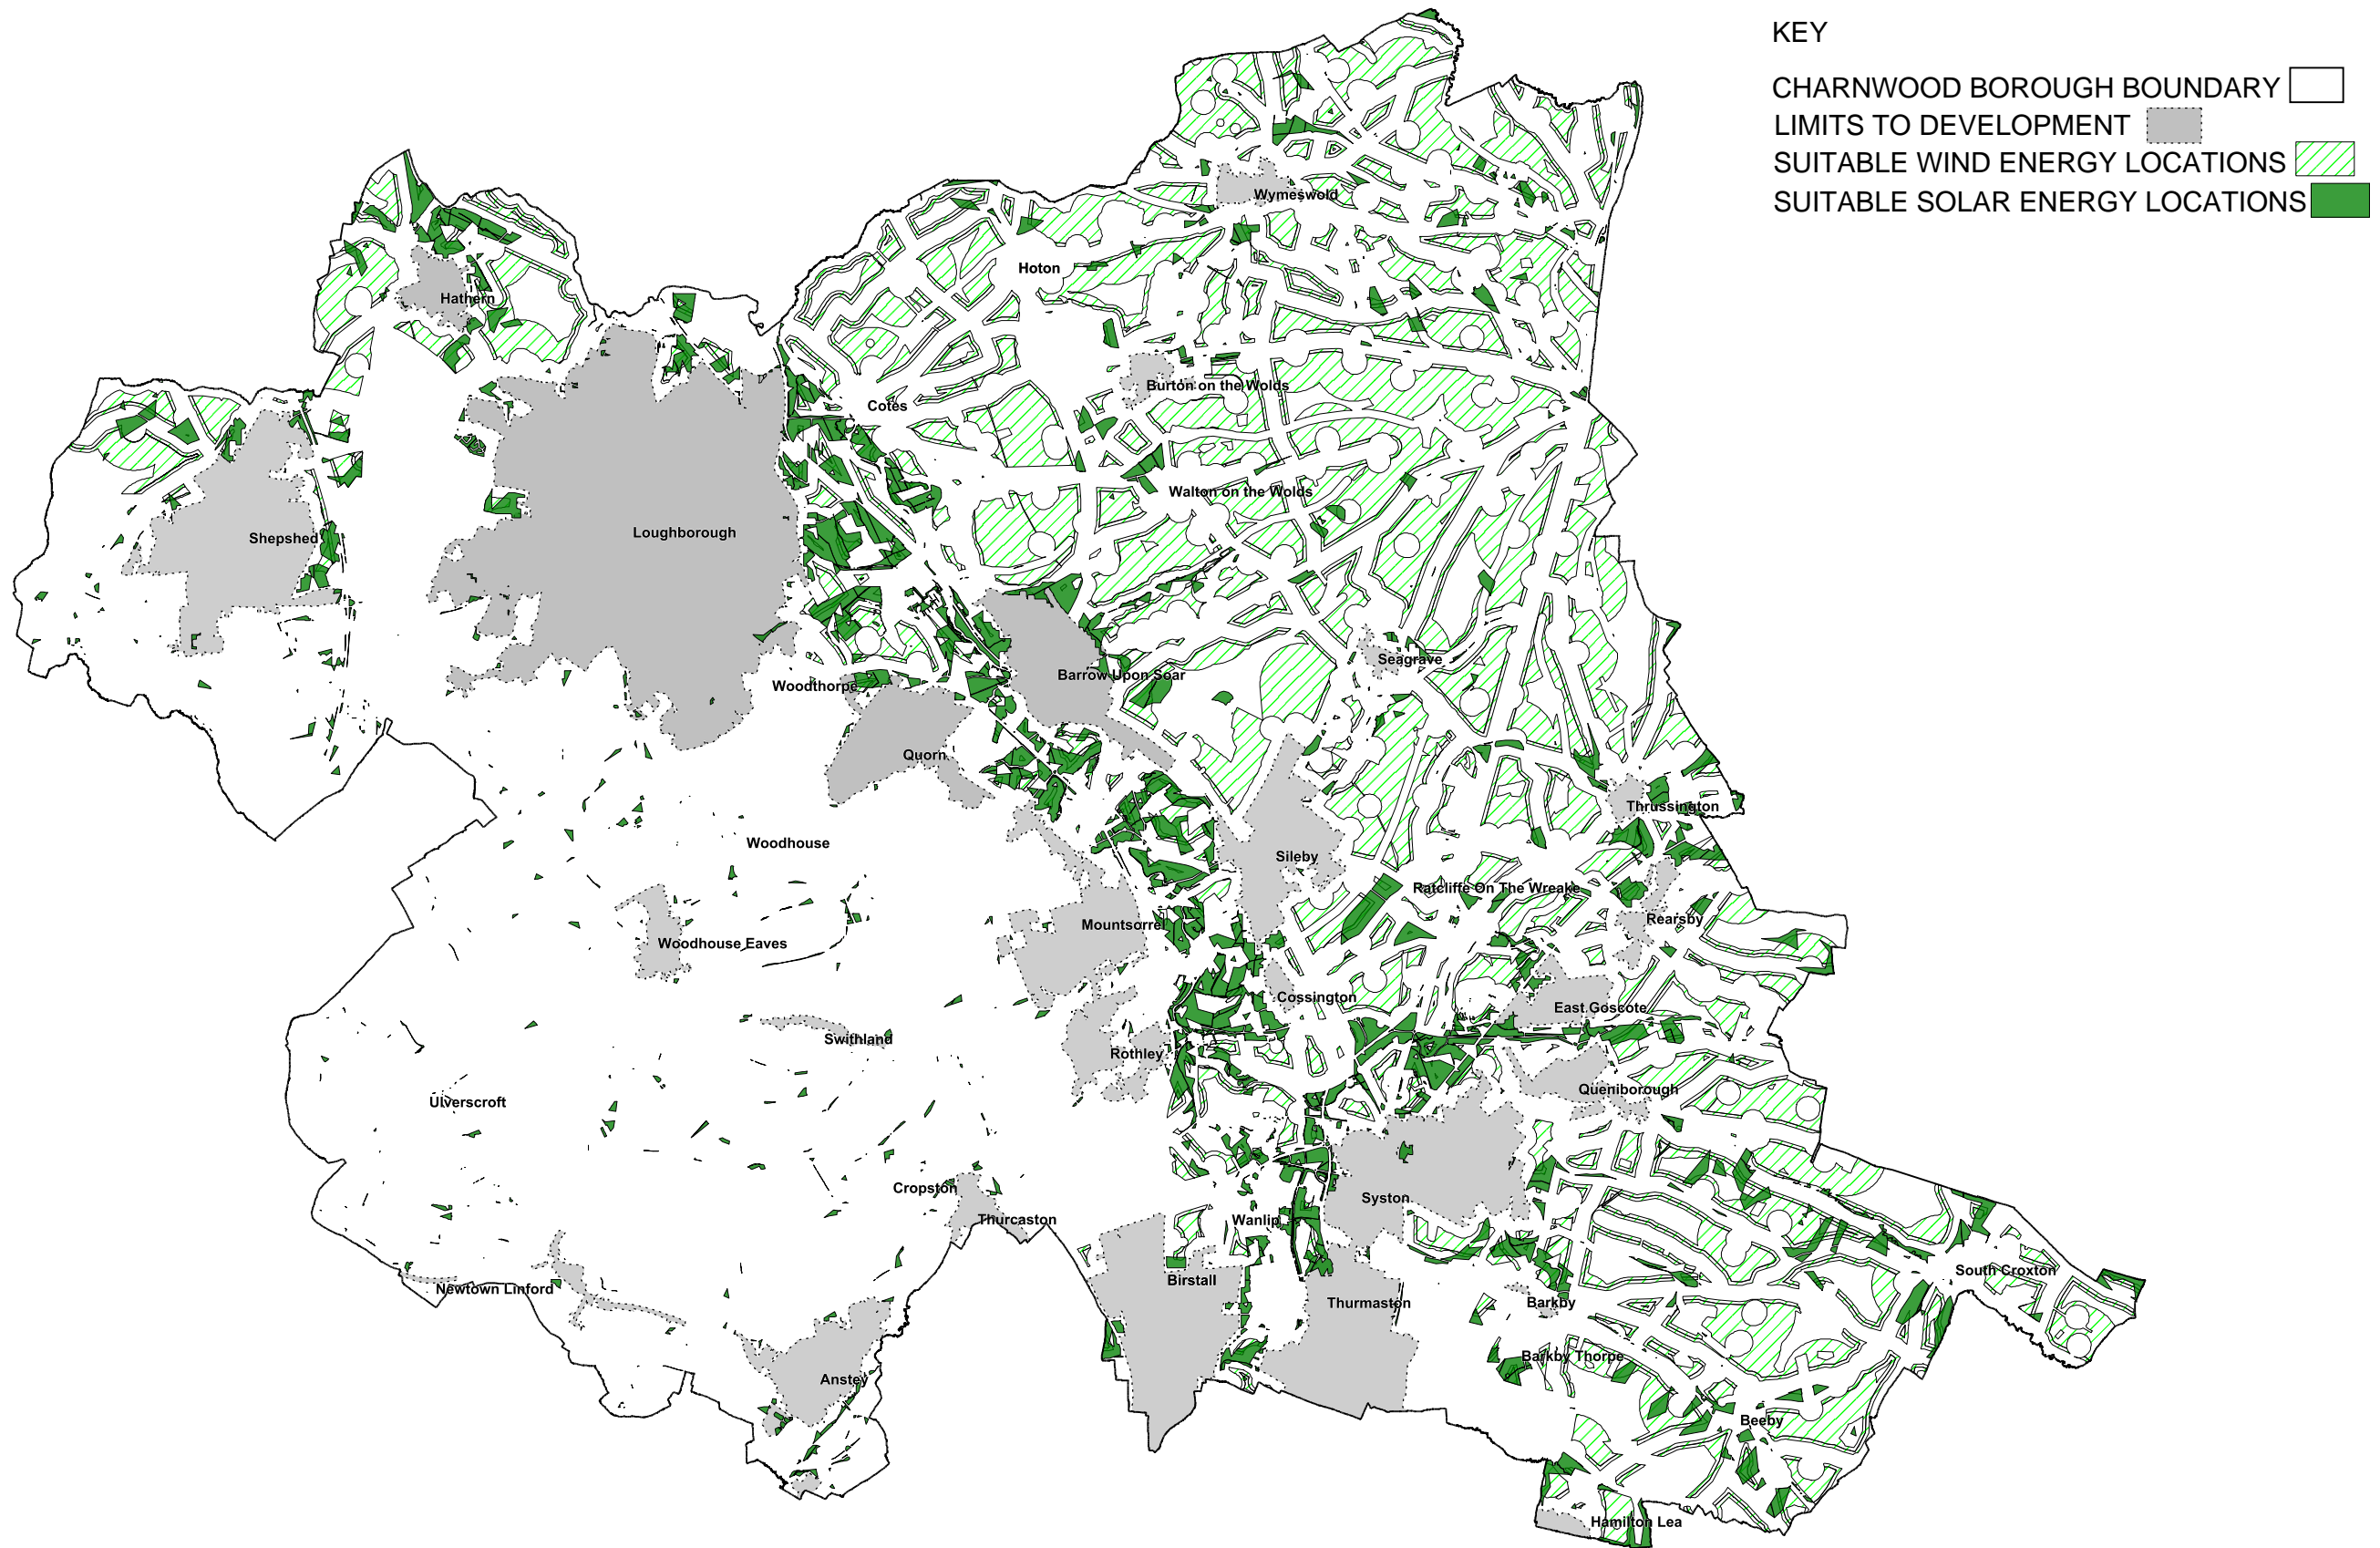 KEY
CHARNWOOD BOROUGH BOUNDARY
LIMITS TO DEVELOPMENT
SUITABLE WIND ENERGY LOCATIONS
SUITABLE SOLAR ENERGY LOCATIONS
Wymeswold
Hoton
Hathern
Burton on the Wolds
Cotes
Walton on the Wolds
Loughborough
Shepshed
Seagrave
Barrow Upon Soar
Woodthorpe
Quorn
Thrussington
Woodhouse
Sileby
Ratcliffe On The Wreake
Rearsby
Mountsorrel
Woodhouse Eaves
Cossington
East Goscote
Swithland
Rothley
Queniborough
Ulverscroft
Cropston
Syston
Thurcaston
Wanlip
South Croxton
Birstall
Newtown Linford
Thurmaston
Barkby
Barkby Thorpe
Anstey
Beeby
Hamilton Lea